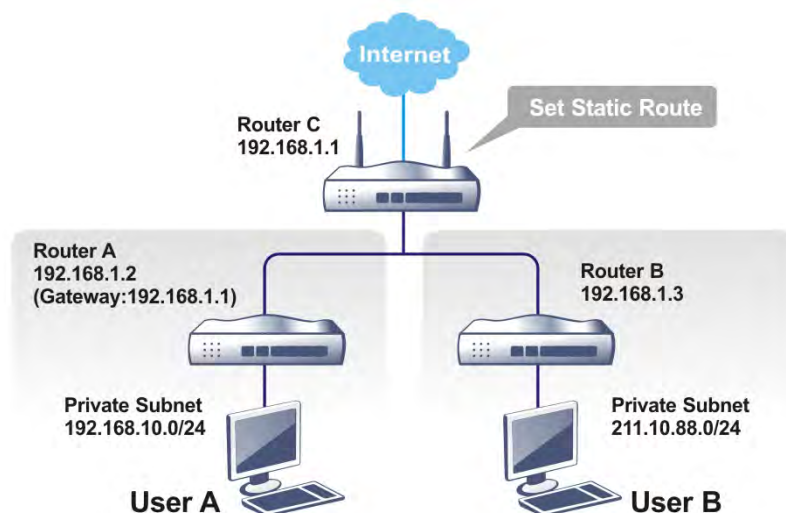 Internet
Set Static Route
Router C
192.168.1.1
Router A
192.168.1.2
(Gateway:192.168.1.1)
Router B
192.168.1.3
Private Subnet
192.168.10.0/24
Private Subnet
211.10.88.0/24
User A
User B